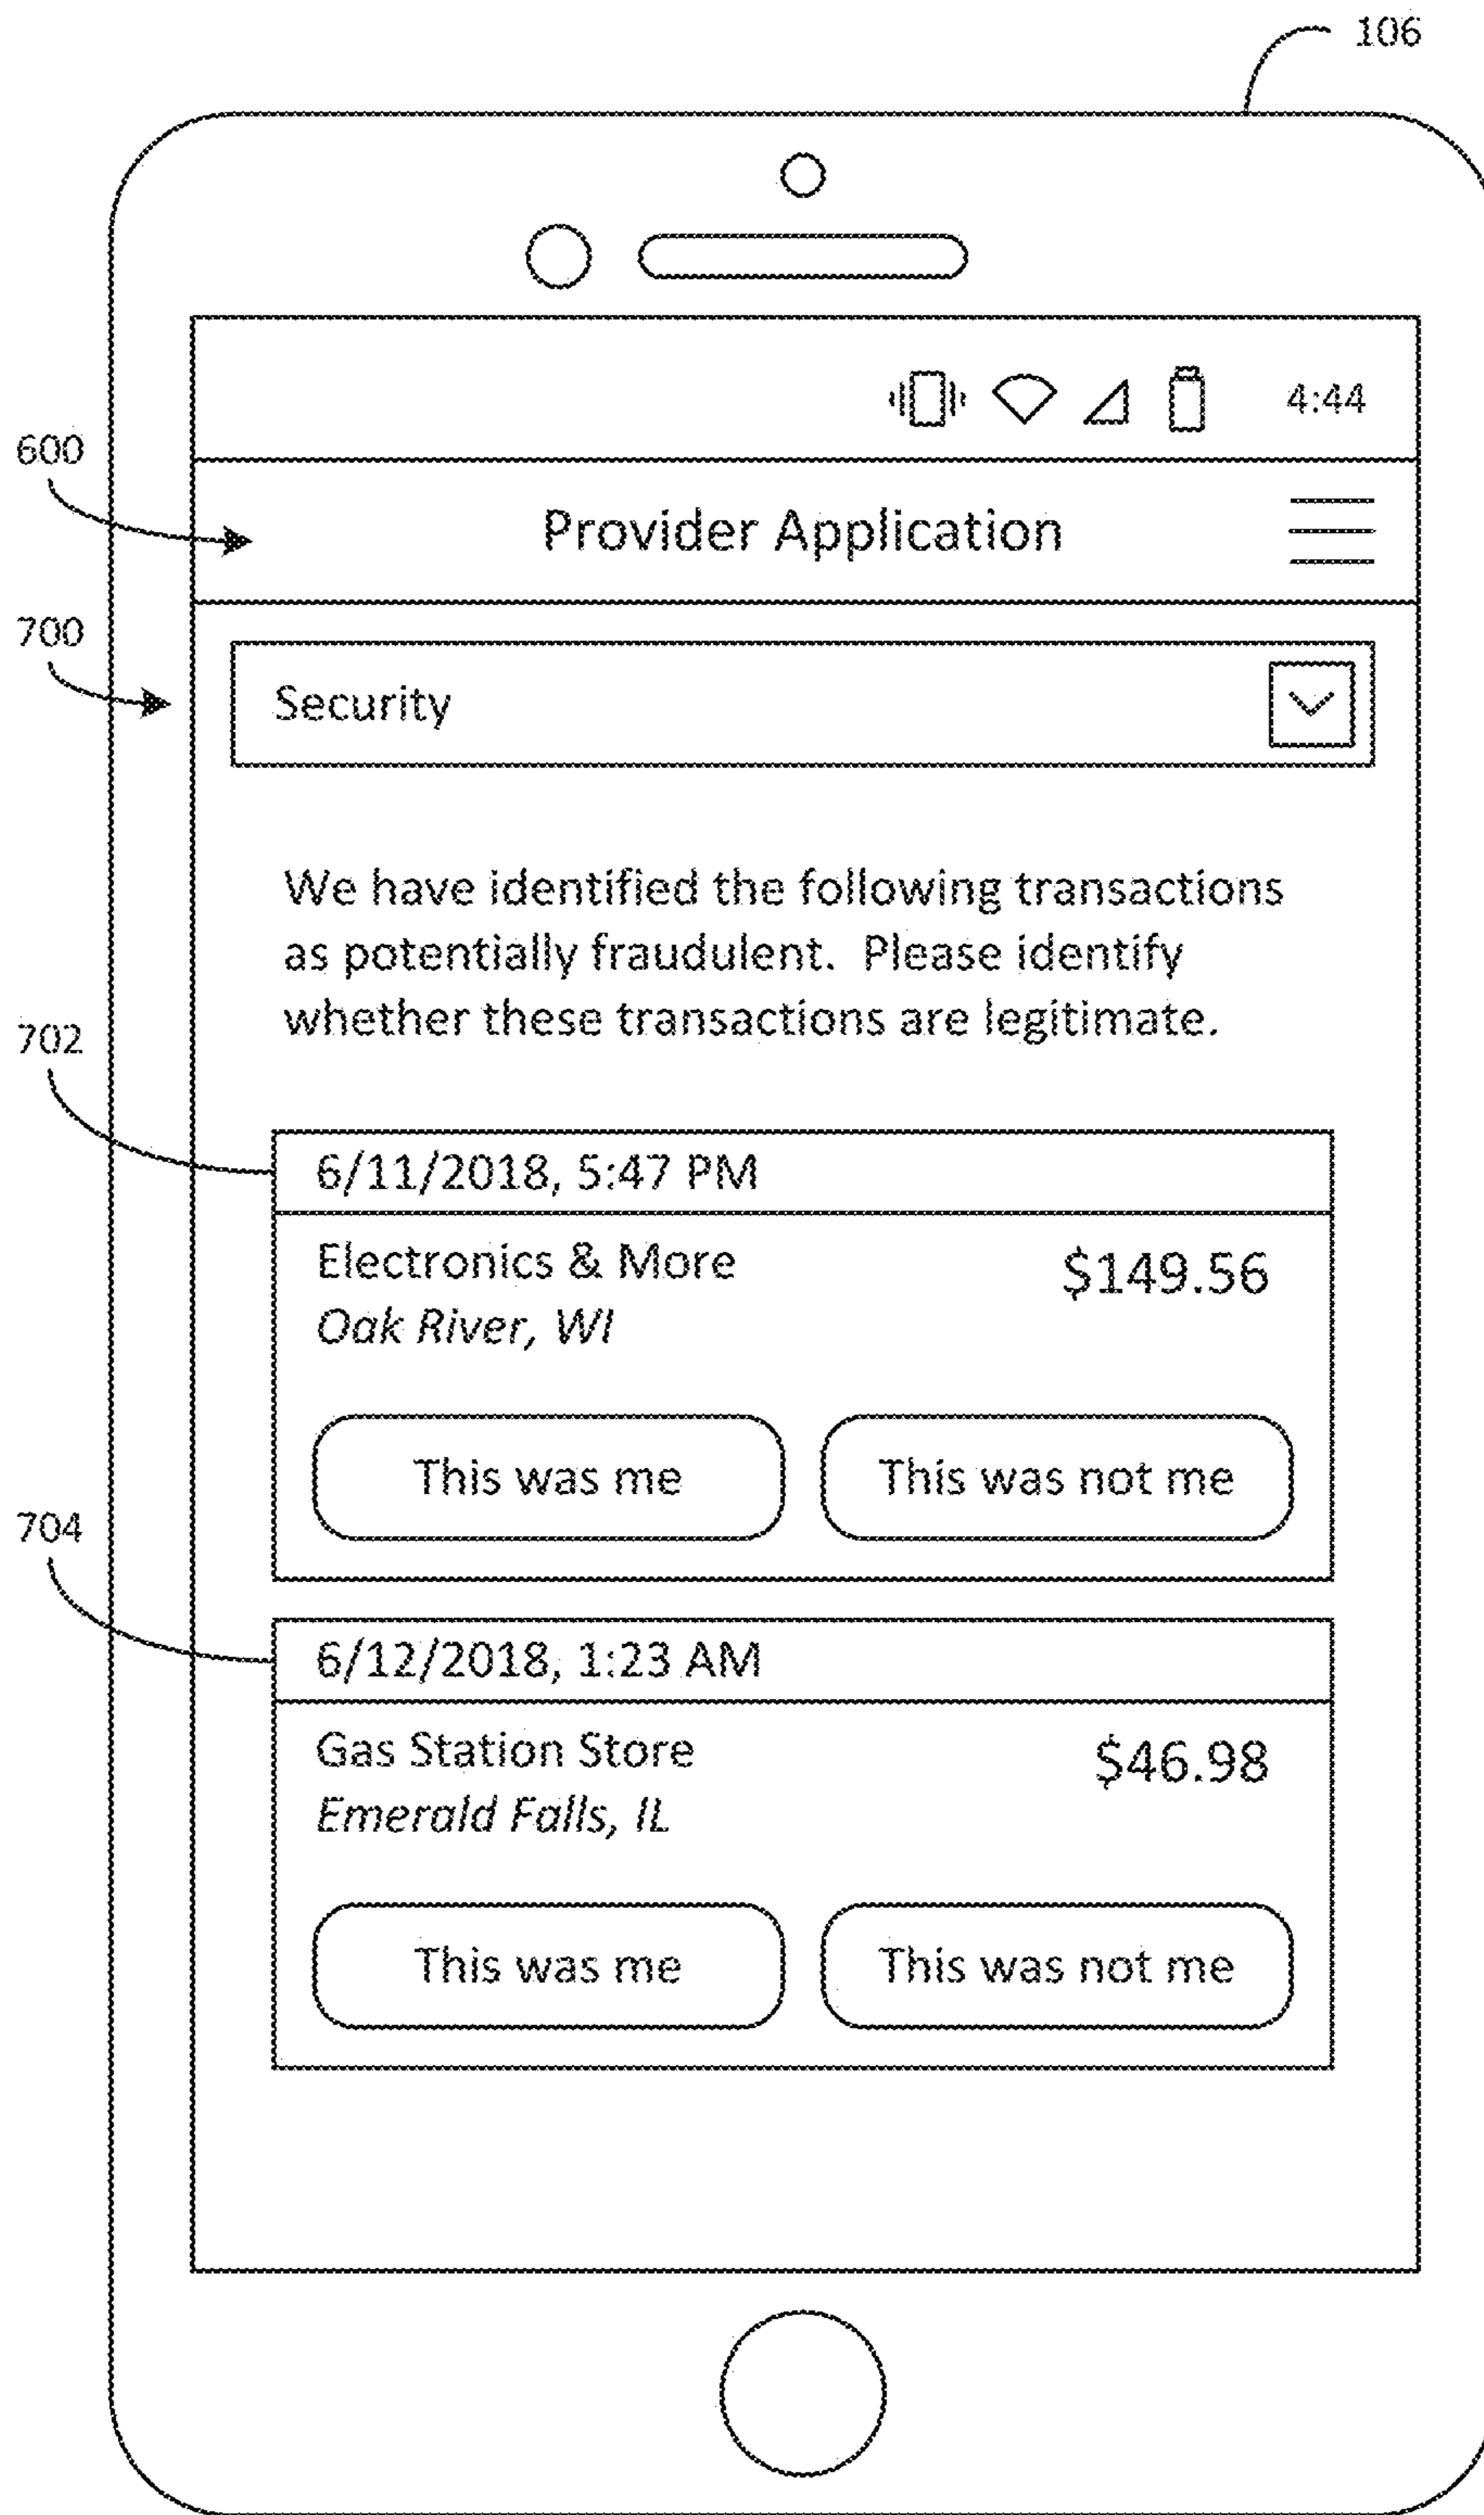 106
4:44
600
Provider Application
700
Security
We have identified the following transactions
as potentially fraudulent.  Please identify
whether these transactions are legitimate.
702
6/11/2018, 5:47 PM
Electronics & More
$149.56
Oak River, WI
This was me
This was not me
704
6/12/2018, 1:23 AM
Gas Station Store
$46.98
Emerald Falls, IL
This was me
This was not me